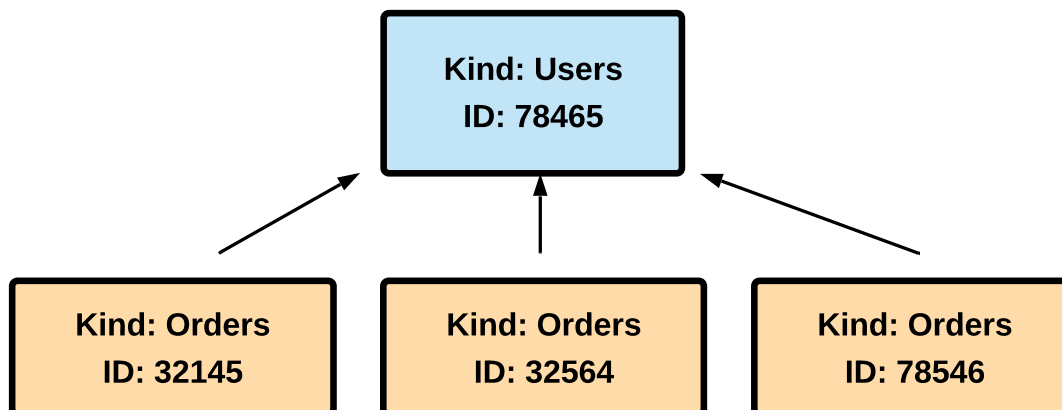 Kind: Users
ID: 78465
Kind: Orders
ID: 32145
Kind: Orders
ID: 32564
Kind: Orders
ID: 78546